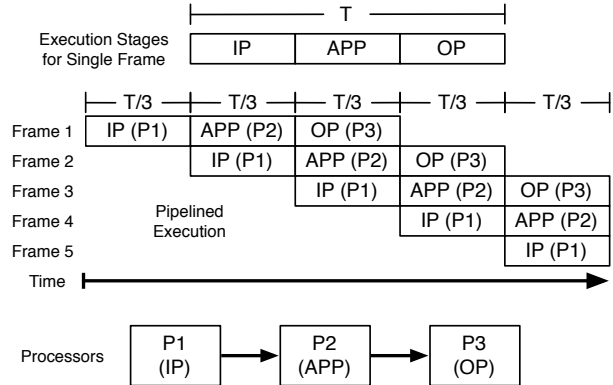 T
Execution Stages
for Single Frame
IP APP OP
T/3 T/3 T/3 T/3 T/3
Frame 1 IP (P1) APP (P2) OP (P3)
Frame 2 IP (P1) APP (P2) OP (P3)
Frame 3 IP (P1) APP (P2) OP (P3)
Frame 4 IP (P1) APP (P2)
Frame 5 IP (P1)
Pipelined
Execution
Time
Processors
P1
(IP)
P2
(APP)
P3
(OP)